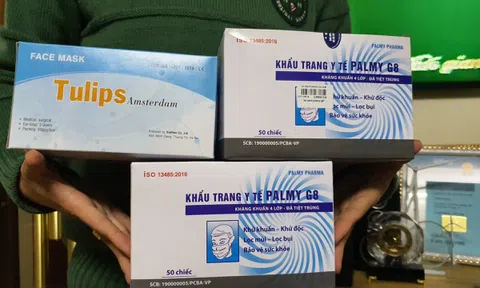 FACE MASK
Tulips
Amsterdam
ISO 13485:2016
PALMY PHARMA
KHẨU TRANG Y TẾ PALMY G8
KHÁNG KHUẨN 4 LỚP - ĐÃ TIỆT TRÙNG
Khử khuẩn - Khử độc
Lọc mùi - Lọc bụi
Bảo vệ sức khỏe
50 chiếc
SCB: 190000005/PCBA-VP
ISO 13485:2016
PALMY PHARMA
KHẨU TRANG Y TẾ PALMY G8
KHÁNG KHUẨN 4 LỚP - ĐÃ TIỆT TRÙNG
Khử khuẩn – Khử độc
Lọc mùi – Lọc bụi
Bảo vệ sức khỏe
50 chiếc
SCB: 190000005/PCBA-VP